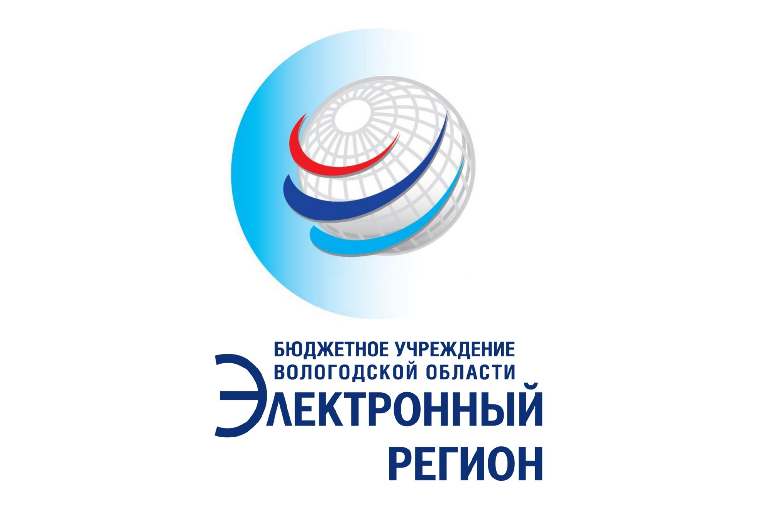 БЮДЖЕТНОЕ УЧРЕЖДЕНИЕ
ВОЛОГОДСКОЙ ОБЛАСТИ
ЭЛЕКТРОННЫЙ
РЕГИОН